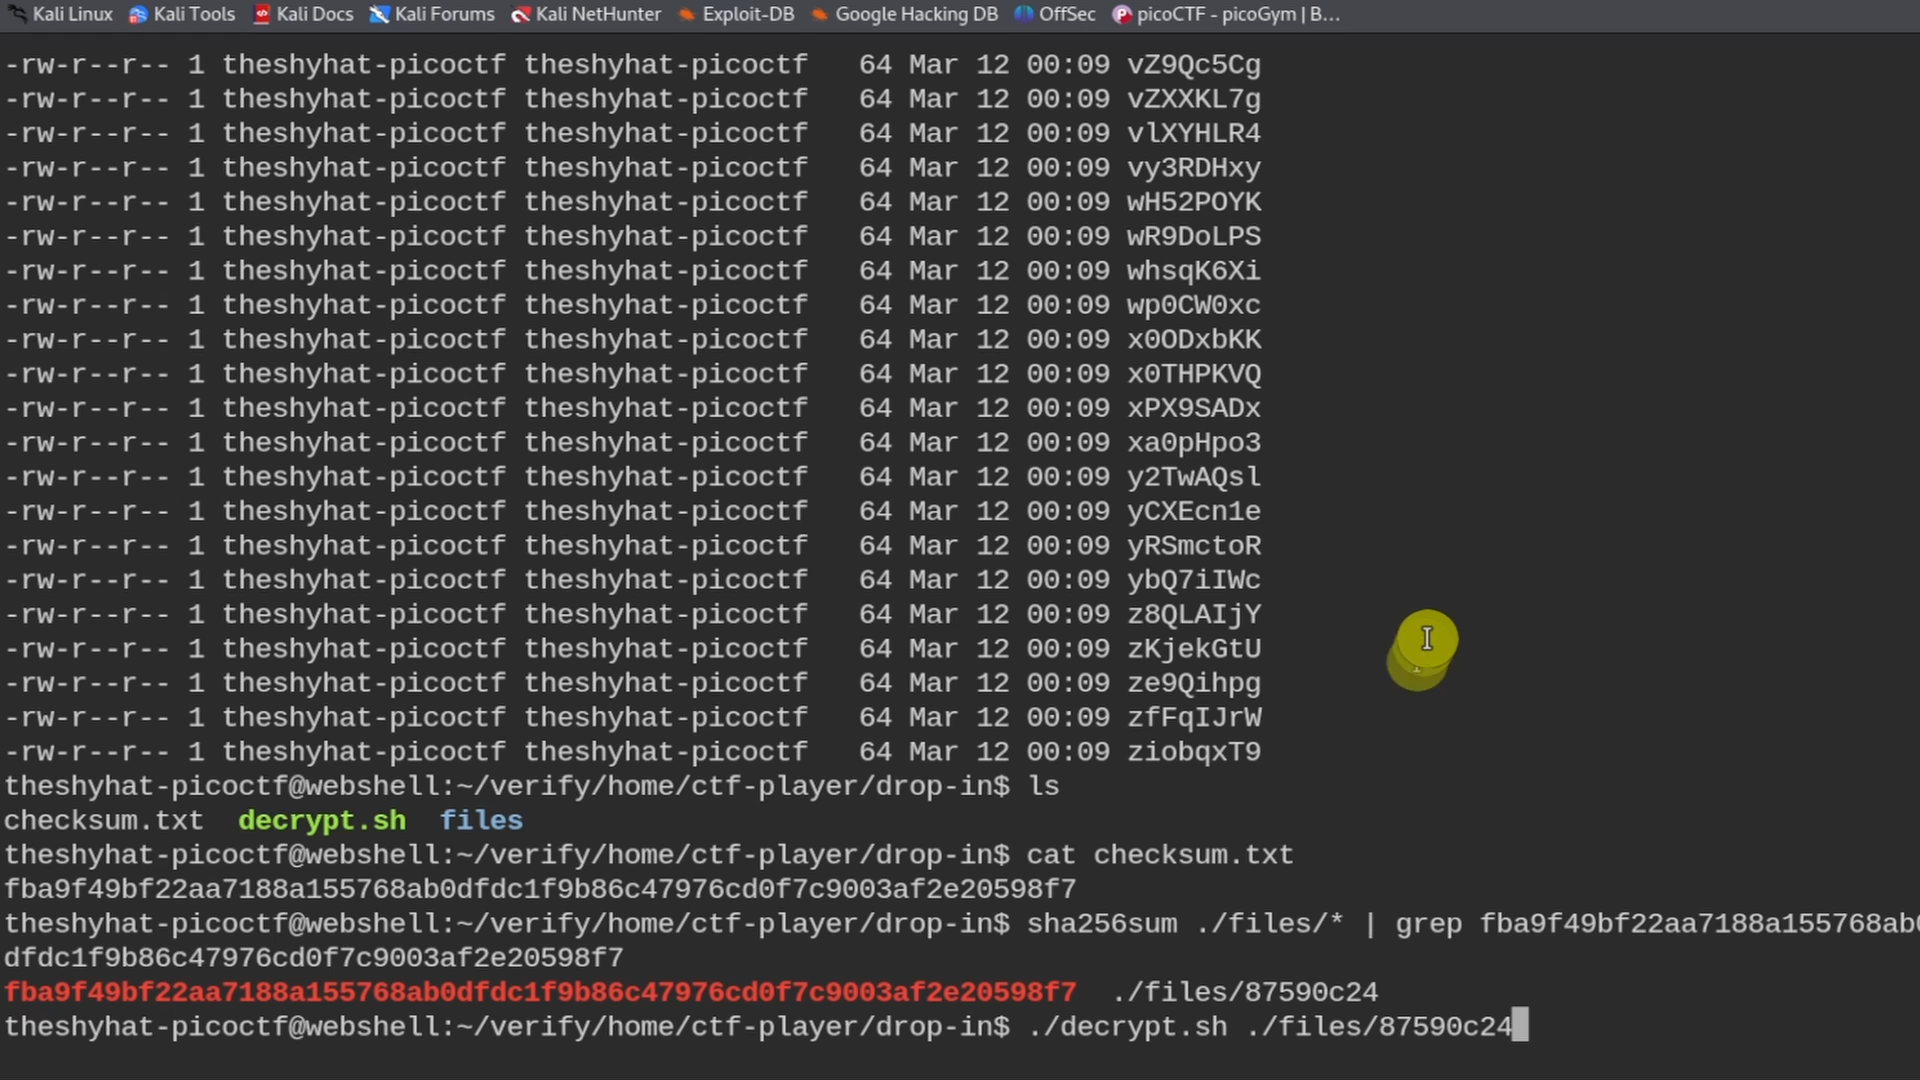 Kali Linux Kali Tools Kali Docs Kali Forums Kali NetHunter Exploit-DB Google Hacking DB OffSec picoCTF - picoGym | B...
-rw-r--r-- 1 theshyhat-picoctf theshyhat-picoctf   64 Mar 12 00:09 vZ9Qc5Cg
-rw-r--r-- 1 theshyhat-picoctf theshyhat-picoctf   64 Mar 12 00:09 vZXXKL7g
-rw-r--r-- 1 theshyhat-picoctf theshyhat-picoctf   64 Mar 12 00:09 vlXYHLR4
-rw-r--r-- 1 theshyhat-picoctf theshyhat-picoctf   64 Mar 12 00:09 vy3RDHxy
-rw-r--r-- 1 theshyhat-picoctf theshyhat-picoctf   64 Mar 12 00:09 wH52POYK
-rw-r--r-- 1 theshyhat-picoctf theshyhat-picoctf   64 Mar 12 00:09 wR9DoLPS
-rw-r--r-- 1 theshyhat-picoctf theshyhat-picoctf   64 Mar 12 00:09 whsqK6Xi
-rw-r--r-- 1 theshyhat-picoctf theshyhat-picoctf   64 Mar 12 00:09 wp0CW0xc
-rw-r--r-- 1 theshyhat-picoctf theshyhat-picoctf   64 Mar 12 00:09 x0ODxbKK
-rw-r--r-- 1 theshyhat-picoctf theshyhat-picoctf   64 Mar 12 00:09 x0THPKVQ
-rw-r--r-- 1 theshyhat-picoctf theshyhat-picoctf   64 Mar 12 00:09 xPX9SADx
-rw-r--r-- 1 theshyhat-picoctf theshyhat-picoctf   64 Mar 12 00:09 xa0pHpo3
-rw-r--r-- 1 theshyhat-picoctf theshyhat-picoctf   64 Mar 12 00:09 y2TwAQsl
-rw-r--r-- 1 theshyhat-picoctf theshyhat-picoctf   64 Mar 12 00:09 yCXEcn1e
-rw-r--r-- 1 theshyhat-picoctf theshyhat-picoctf   64 Mar 12 00:09 yRSmctoR
-rw-r--r-- 1 theshyhat-picoctf theshyhat-picoctf   64 Mar 12 00:09 ybQ7iIWc
-rw-r--r-- 1 theshyhat-picoctf theshyhat-picoctf   64 Mar 12 00:09 z8QLAIjY
-rw-r--r-- 1 theshyhat-picoctf theshyhat-picoctf   64 Mar 12 00:09 zKjekGtU
-rw-r--r-- 1 theshyhat-picoctf theshyhat-picoctf   64 Mar 12 00:09 ze9Qihpg
-rw-r--r-- 1 theshyhat-picoctf theshyhat-picoctf   64 Mar 12 00:09 zfFqIJrW
-rw-r--r-- 1 theshyhat-picoctf theshyhat-picoctf   64 Mar 12 00:09 ziobqxT9
theshyhat-picoctf@webshell:~/verify/home/ctf-player/drop-in$ ls
checksum.txt  decrypt.sh  files
theshyhat-picoctf@webshell:~/verify/home/ctf-player/drop-in$ cat checksum.txt
fba9f49bf22aa7188a155768ab0dfdc1f9b86c47976cd0f7c9003af2e20598f7
theshyhat-picoctf@webshell:~/verify/home/ctf-player/drop-in$ sha256sum ./files/* | grep fba9f49bf22aa7188a155768ab0
dfdc1f9b86c47976cd0f7c9003af2e20598f7
fba9f49bf22aa7188a155768ab0dfdc1f9b86c47976cd0f7c9003af2e20598f7  ./files/87590c24
theshyhat-picoctf@webshell:~/verify/home/ctf-player/drop-in$ ./decrypt.sh ./files/87590c24